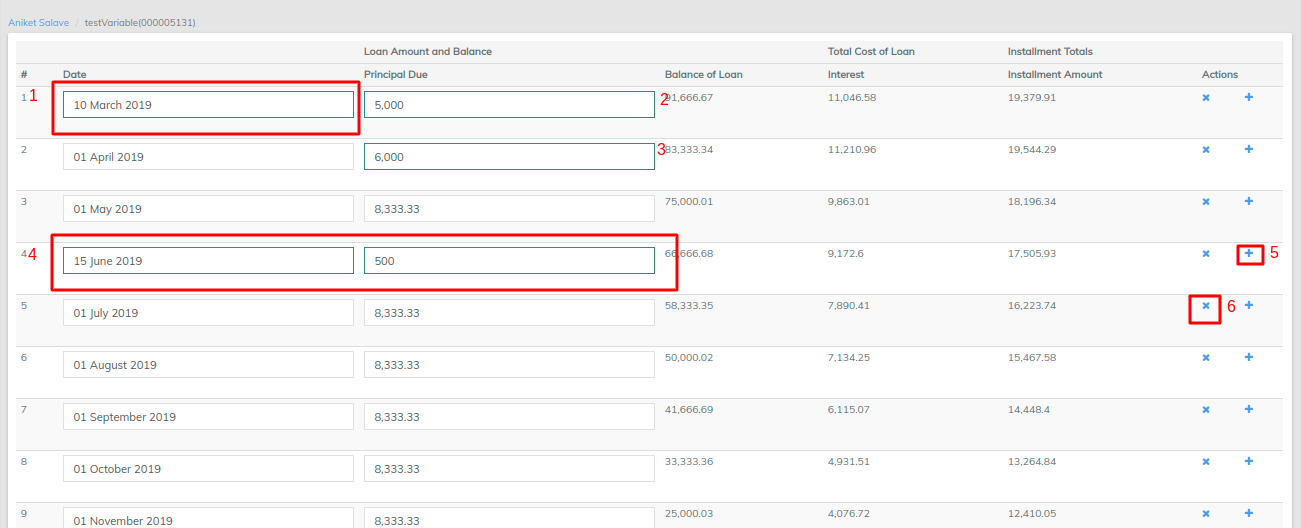 Aniket Salave / testVariable(000005131)
Loan Amount and Balance Total Cost of Loan Installment Totals
# Date Principal Due Balance of Loan Interest Installment Amount Actions
1 1 10 March 2019 5,000 2 91,666.67 11,046.58 19,379.91
2 01 April 2019 6,000 3 83,333.34 11,210.96 19,544.29
3 01 May 2019 8,333.33 75,000.01 9,863.01 18,196.34
4 4 15 June 2019 500 66,666.68 9,172.6 17,505.93 5
5 01 July 2019 8,333.33 58,333.35 7,890.41 16,223.74 6
6 01 August 2019 8,333.33 50,000.02 7,134.25 15,467.58
7 01 September 2019 8,333.33 41,666.69 6,115.07 14,448.4
8 01 October 2019 8,333.33 33,333.36 4,931.51 13,264.84
9 01 November 2019 8,333.33 25,000.03 4,076.72 12,410.05